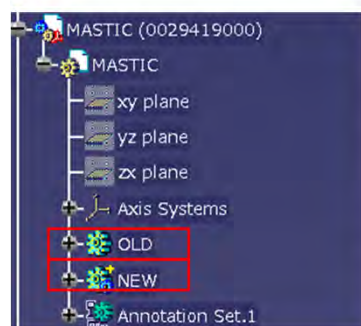 MASTIC (0029419000)
MASTIC
xy plane
yz plane
zx plane
Axis Systems
OLD
NEW
Annotation Set.1